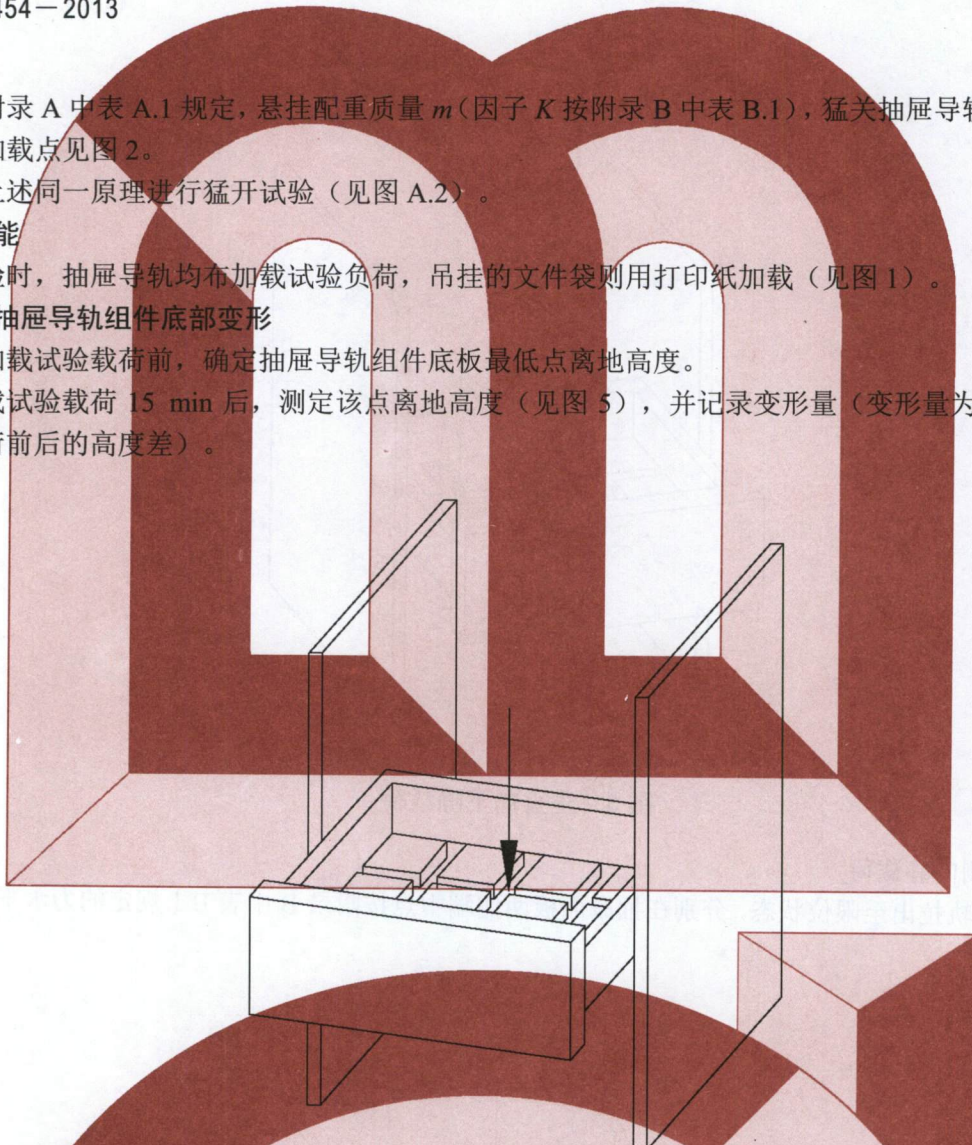 454－2013
附录 A 中表 A.1 规定，悬挂配重质量 m（因子 K 按附录 B 中表 B.1），猛关抽屉导轨
加载点见图 2。
上述同一原理进行猛开试验（见图 A.2）。
能
验时，抽屉导轨均布加载试验负荷，吊挂的文件袋则用打印纸加载（见图 1）。
抽屉导轨组件底部变形
加载试验载荷前，确定抽屉导轨组件底板最低点离地高度。
载试验载荷 15 min 后，测定该点离地高度（见图 5），并记录变形量（变形量为
荷前后的高度差）。